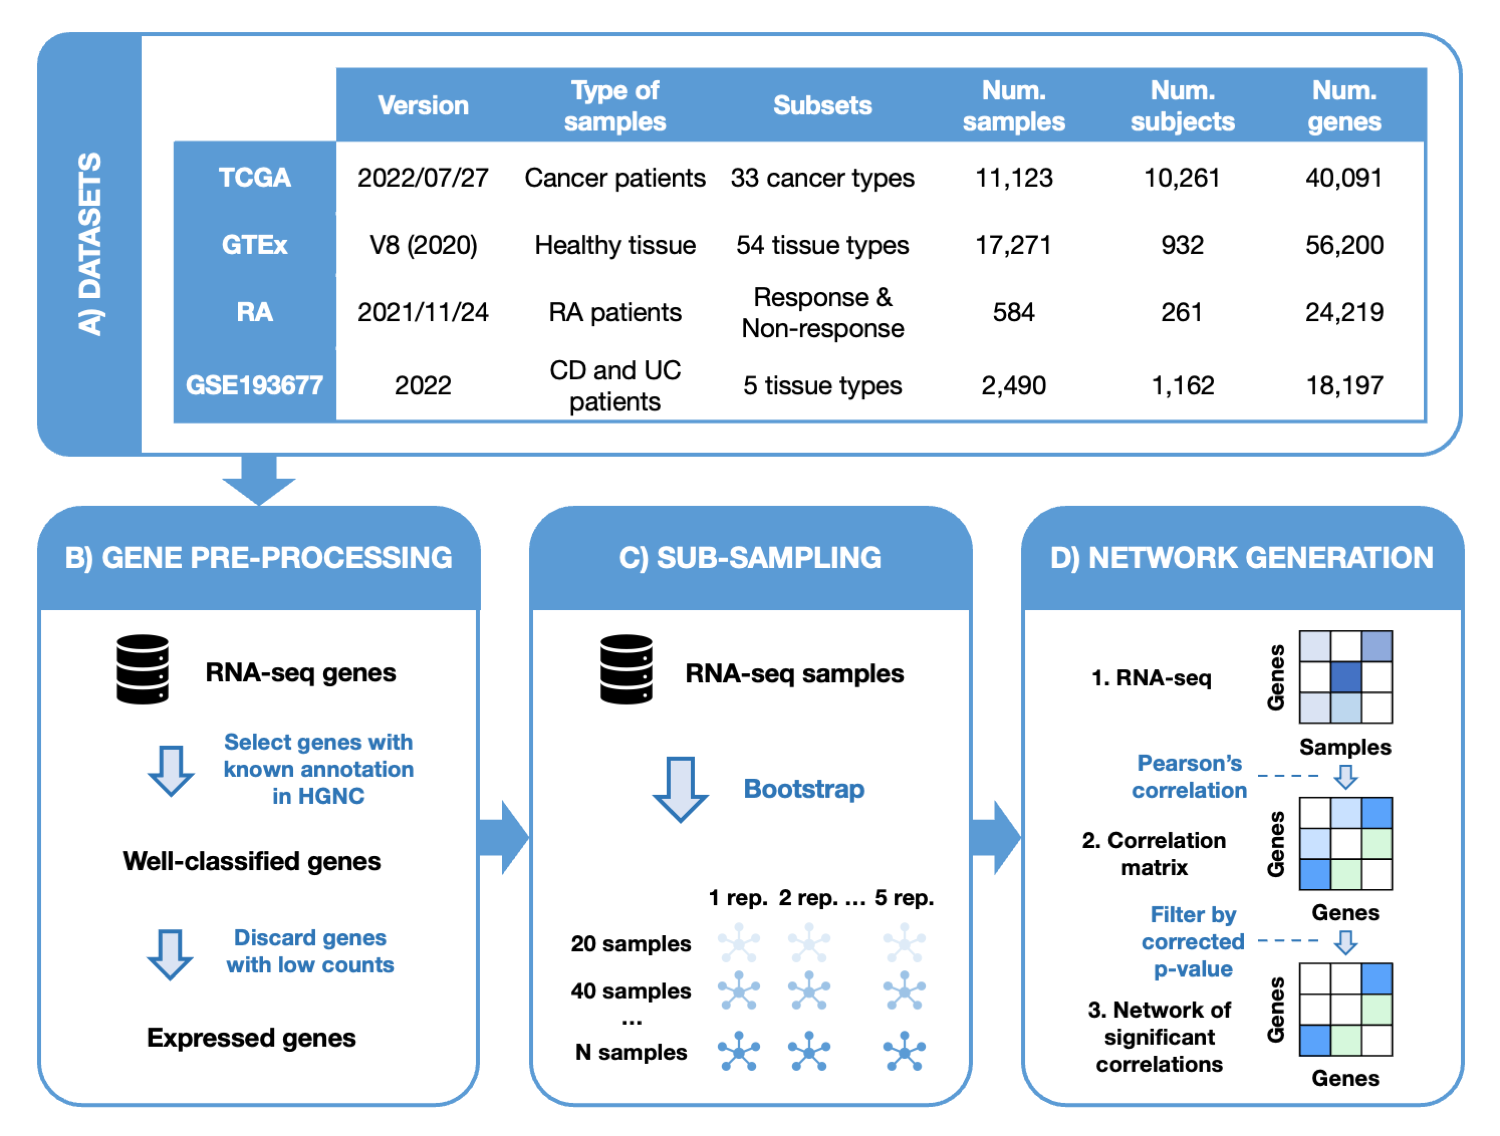 A) DATASETS
Version
Type of
samples
Subsets
Num.
samples
Num.
subjects
Num.
genes
TCGA
2022/07/27
Cancer patients
33 cancer types
11,123
10,261
40,091
GTEx
V8 (2020)
Healthy tissue
54 tissue types
17,271
932
56,200
RA
2021/11/24
RA patients
Response &
Non-response
584
261
24,219
GSE193677
2022
CD and UC
patients
5 tissue types
2,490
1,162
18,197
B) GENE PRE-PROCESSING
RNA-seq genes
Select genes with
known annotation
in HGNC
Well-classified genes
Discard genes
with low counts
Expressed genes
C) SUB-SAMPLING
RNA-seq samples
Bootstrap
1 rep. 2 rep. ... 5 rep.
20 samples
40 samples
...
N samples
D) NETWORK GENERATION
1. RNA-seq
Genes
Samples
Pearson's
correlation
2. Correlation
matrix
Genes
Genes
Filter by
corrected
p-value
3. Network of
significant
correlations
Genes
Genes